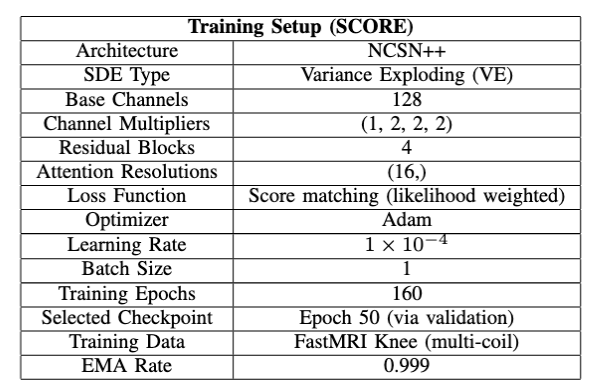 Training Setup (SCORE)
Architecture NCSN++
SDE Type Variance Exploding (VE)
Base Channels 128
Channel Multipliers (1, 2, 2, 2)
Residual Blocks 4
Attention Resolutions (16,)
Loss Function Score matching (likelihood weighted)
Optimizer Adam
Learning Rate 1 × 10⁻⁴
Batch Size 1
Training Epochs 160
Selected Checkpoint Epoch 50 (via validation)
Training Data FastMRI Knee (multi-coil)
EMA Rate 0.999